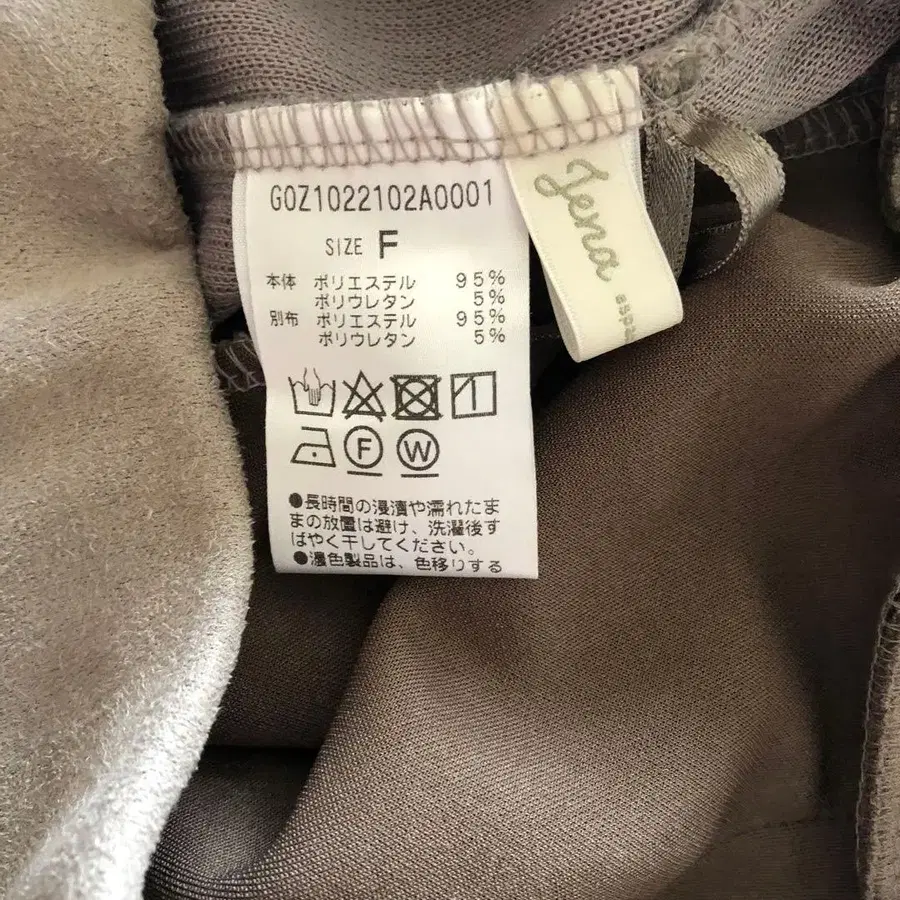 G0Z1022102A0001
SIZE F
本体 ポリエステル 95%
ポリウレタン 5%
別布 ポリエステル 95%
ポリウレタン 5%
F W
●長時間の浸漬や濡れたま
まの放置は避け、洗濯後す
ばやく干してください。
●濃色製品は、色移りする
Jema